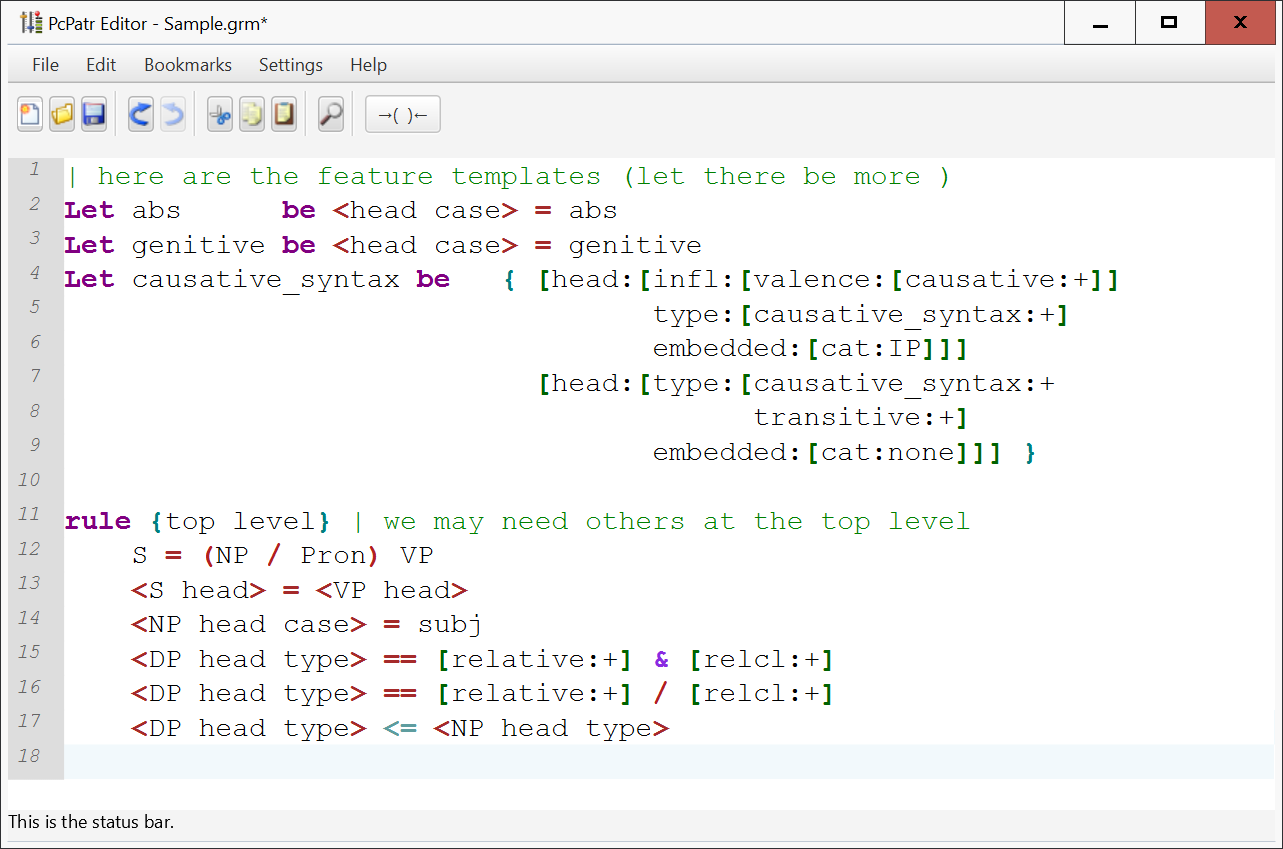 PcPatr Editor - Sample.grm*
File Edit Bookmarks Settings Help
→( )←
1 | here are the feature templates (let there be more )
2 Let abs      be <head case> = abs
3 Let genitive be <head case> = genitive
4 Let causative_syntax be   { [head:[infl:[valence:[causative:+]]
5                                    type:[causative_syntax:+]
6                                    embedded:[cat:IP]]]
7                             [head:[type:[causative_syntax:+
8                                          transitive:+]
9                                    embedded:[cat:none]]] }
10
11 rule {top level} | we may need others at the top level
12     S = (NP / Pron) VP
13     <S head> = <VP head>
14     <NP head case> = subj
15     <DP head type> == [relative:+] & [relcl:+]
16     <DP head type> == [relative:+] / [relcl:+]
17     <DP head type> <= <NP head type>
18
This is the status bar.